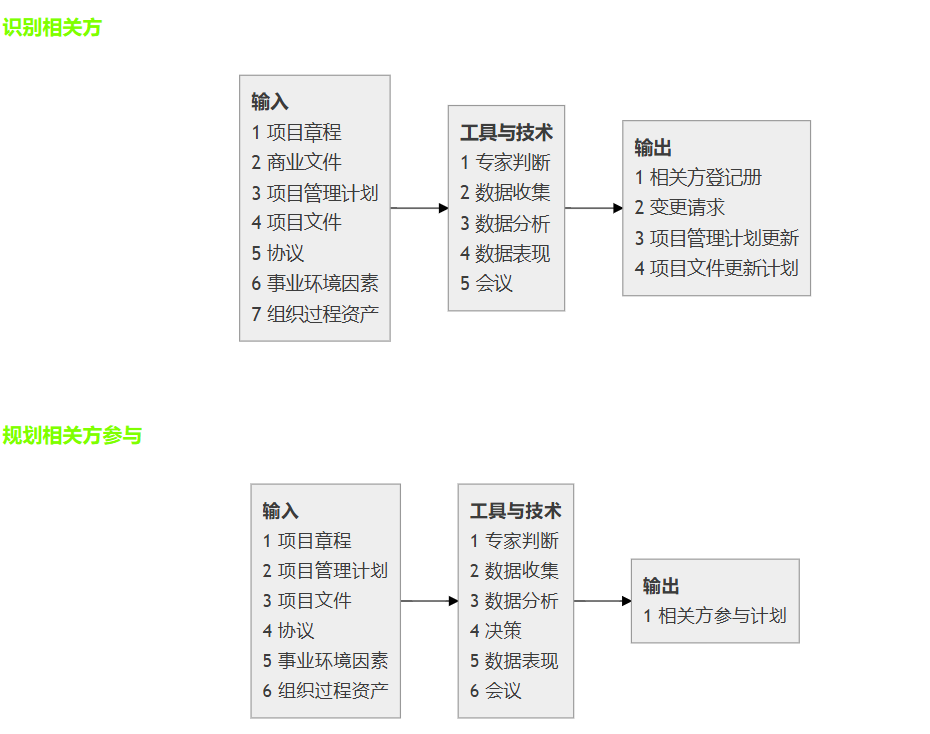 识别相关方
输入
1 项目章程
2 商业文件
3 项目管理计划
4 项目文件
5 协议
6 事业环境因素
7 组织过程资产
工具与技术
1 专家判断
2 数据收集
3 数据分析
4 数据表现
5 会议
输出
1 相关方登记册
2 变更请求
3 项目管理计划更新
4 项目文件更新计划
规划相关方参与
输入
1 项目章程
2 项目管理计划
3 项目文件
4 协议
5 事业环境因素
6 组织过程资产
工具与技术
1 专家判断
2 数据收集
3 数据分析
4 决策
5 数据表现
6 会议
输出
1 相关方参与计划